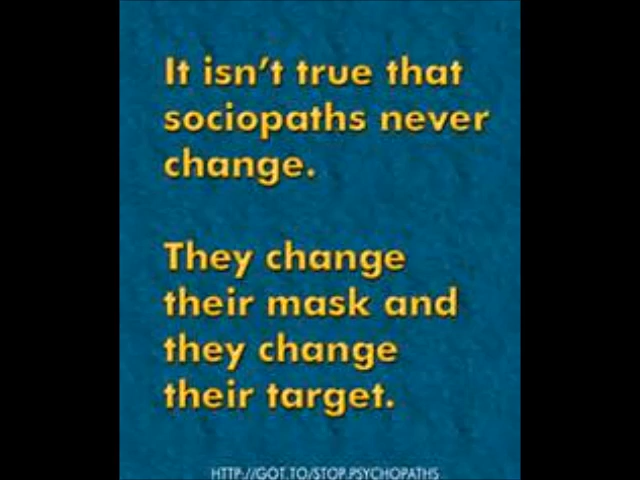 It isn't true that
sociopaths never
change.
They change
their mask and
they change
their target.
HTTP://GOT.TO/STOP.PSYCHOPATHS